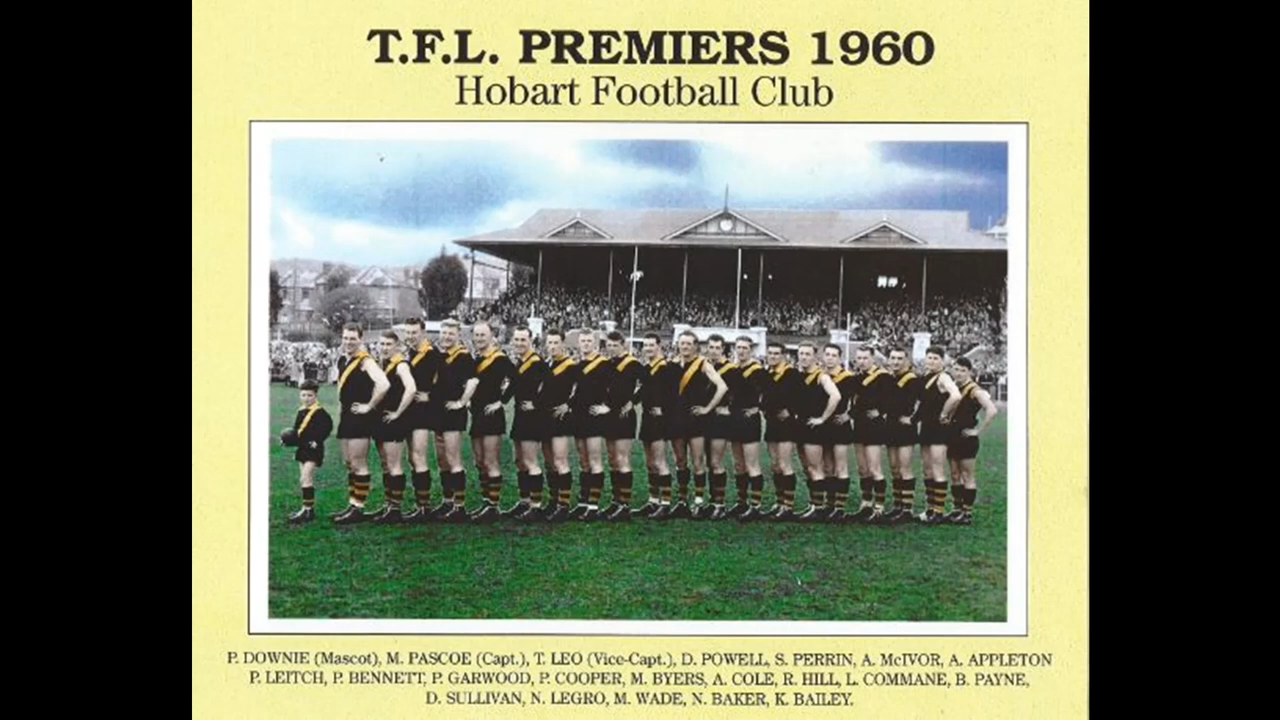 T.F.L. PREMIERS 1960
Hobart Football Club
P. DOWNIE (Mascot), M. PASCOE (Capt.), T. LEO (Vice-Capt.), D. POWELL, S. PERRIN, A. McIVOR, A. APPLETON
P. LEITCH, P. BENNETT, P. GARWOOD, P. COOPER, M. BYERS, A. COLE, R. HILL, L. COMMANE, B. PAYNE,
D. SULLIVAN, N. LEGRO, M. WADE, N. BAKER, K. BAILEY.